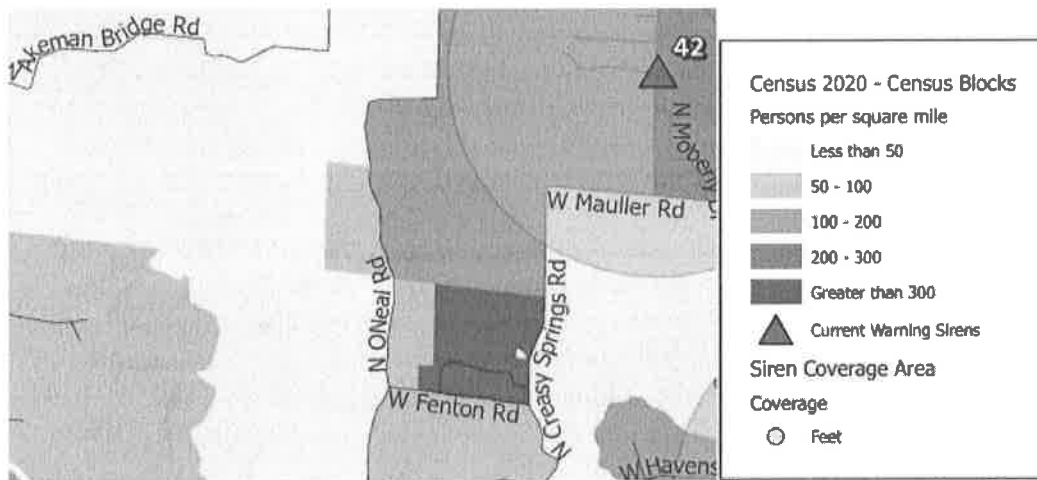 Akeman Bridge Rd
42
N Moberly
W Mauller Rd
N ONeal Rd
N Creasy Springs Rd
W Fenton Rd
W Havens
Census 2020 - Census Blocks
Persons per square mile
Less than 50
50 - 100
100 - 200
200 - 300
Greater than 300
Current Warning Sirens
Siren Coverage Area
Coverage
Feet